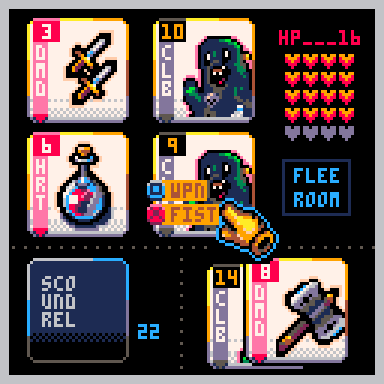 3
DMD
10
CLB
HP___16
6
HRT
9
C
WPN
FIST
FLEE
ROOM
SCO
UND
REL
22
14
CLB
8
DMD